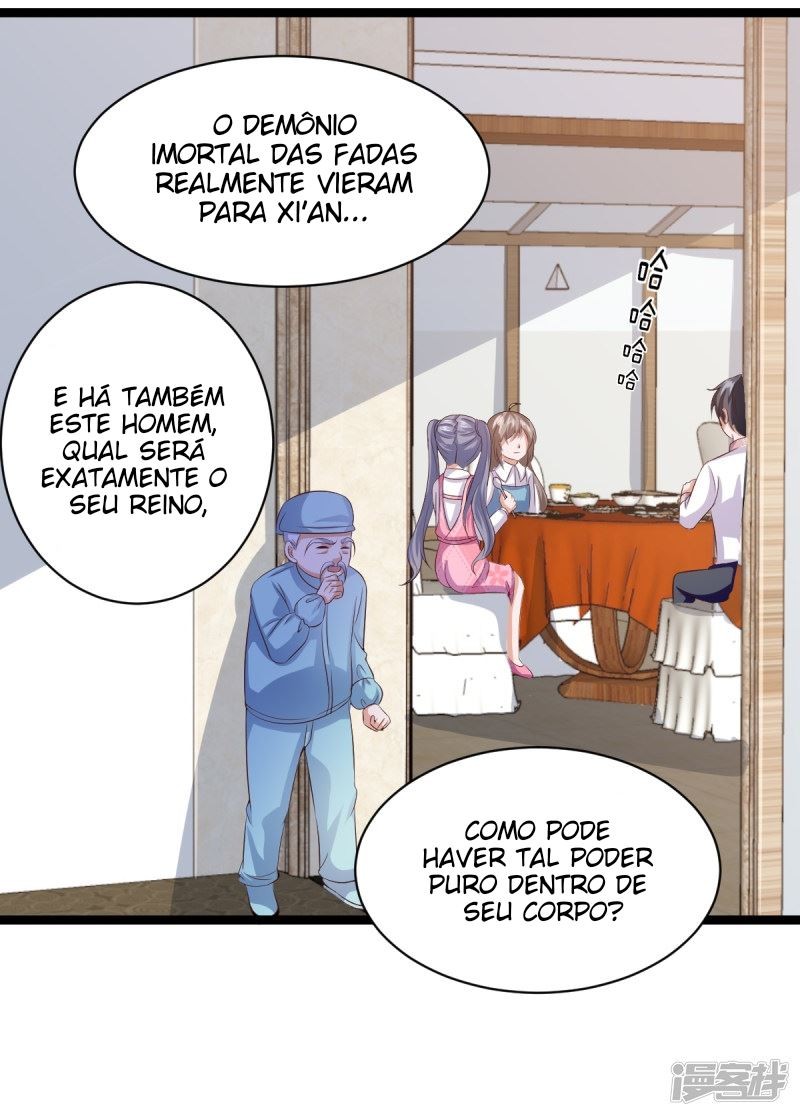 O DEMÔNIO
IMORTAL DAS FADAS
REALMENTE VIERAM
PARA XI'AN...
E HÁ TAMBÉM
ESTE HOMEM,
QUAL SERÁ
EXATAMENTE O
SEU REINO,
哈
哈
哈
哈
COMO PODE
HAVER TAL PODER
PURO DENTRO DE
SEU CORPO?
漫客栈